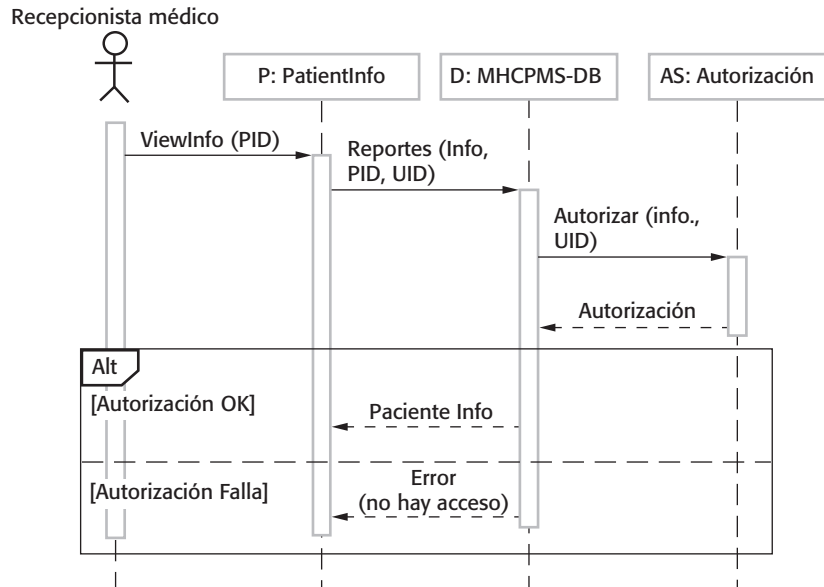 Recepcionista médico
P: PatientInfo
D: MHCPMS-DB
AS: Autorización
ViewInfo (PID)
Reportes (Info,
PID, UID)
Autorizar (info.,
UID)
Autorización
Alt
[Autorización OK]
Paciente Info
[Autorización Falla]
Error
(no hay acceso)